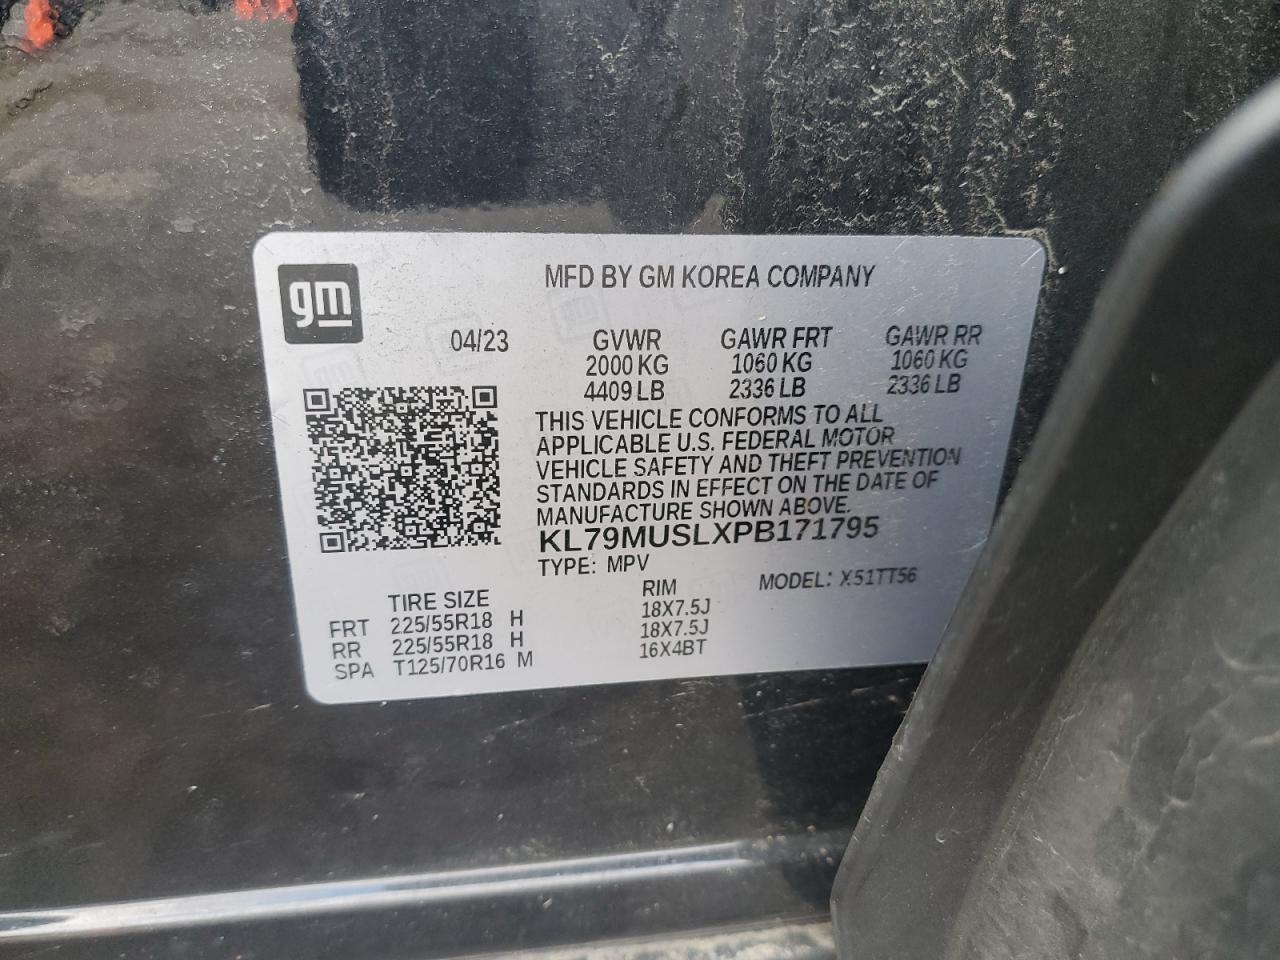 gm
MFD BY GM KOREA COMPANY
04/23
GVWR GAWR FRT GAWR RR
2000 KG 1060 KG 1060 KG
4409 LB 2336 LB 2336 LB
THIS VEHICLE CONFORMS TO ALL
APPLICABLE U.S. FEDERAL MOTOR
VEHICLE SAFETY AND THEFT PREVENTION
STANDARDS IN EFFECT ON THE DATE OF
MANUFACTURE SHOWN ABOVE.
KL79MUSLXPB171795
TYPE: MPV MODEL: X51TT56
TIRE SIZE RIM
FRT 225/55R18 H 18X7.5J
RR 225/55R18 H 18X7.5J
SPA T125/70R16 M 16X4BT